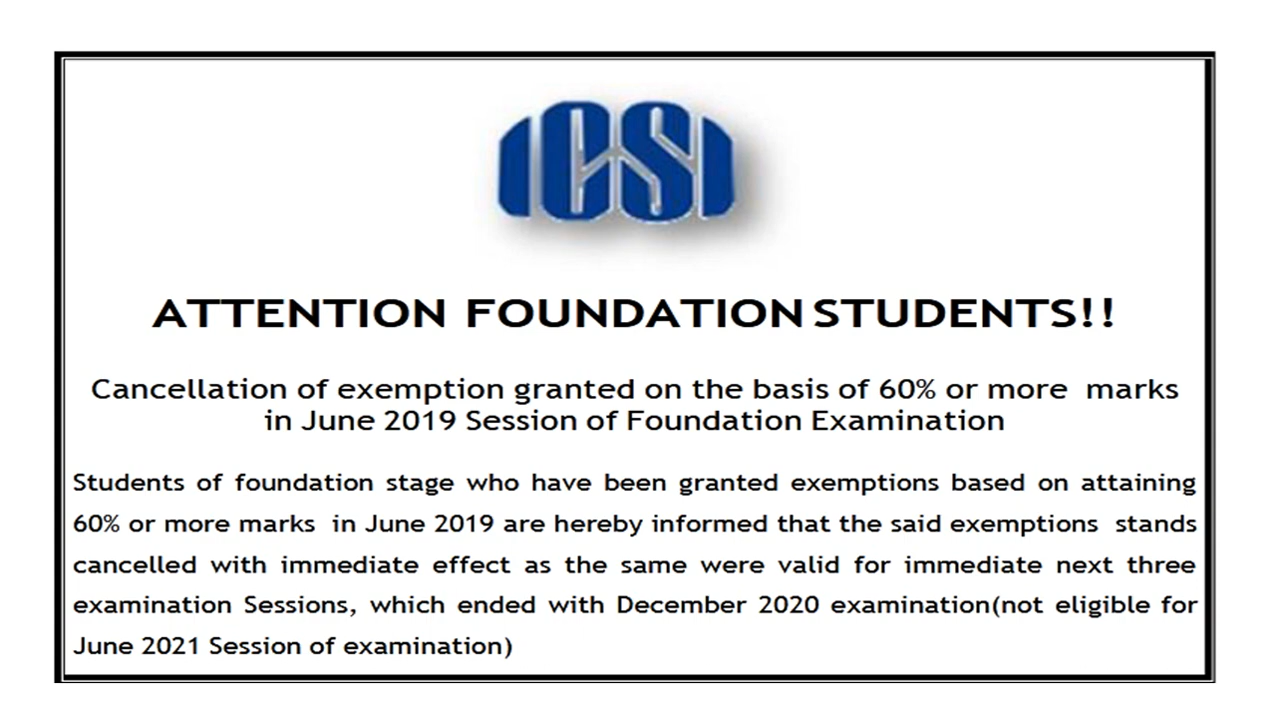 ICSI
ATTENTION FOUNDATION STUDENTS!!
Cancellation of exemption granted on the basis of 60% or more marks
in June 2019 Session of Foundation Examination
Students of foundation stage who have been granted exemptions based on attaining
60% or more marks in June 2019 are hereby informed that the said exemptions stands
cancelled with immediate effect as the same were valid for immediate next three
examination Sessions, which ended with December 2020 examination(not eligible for
June 2021 Session of examination)